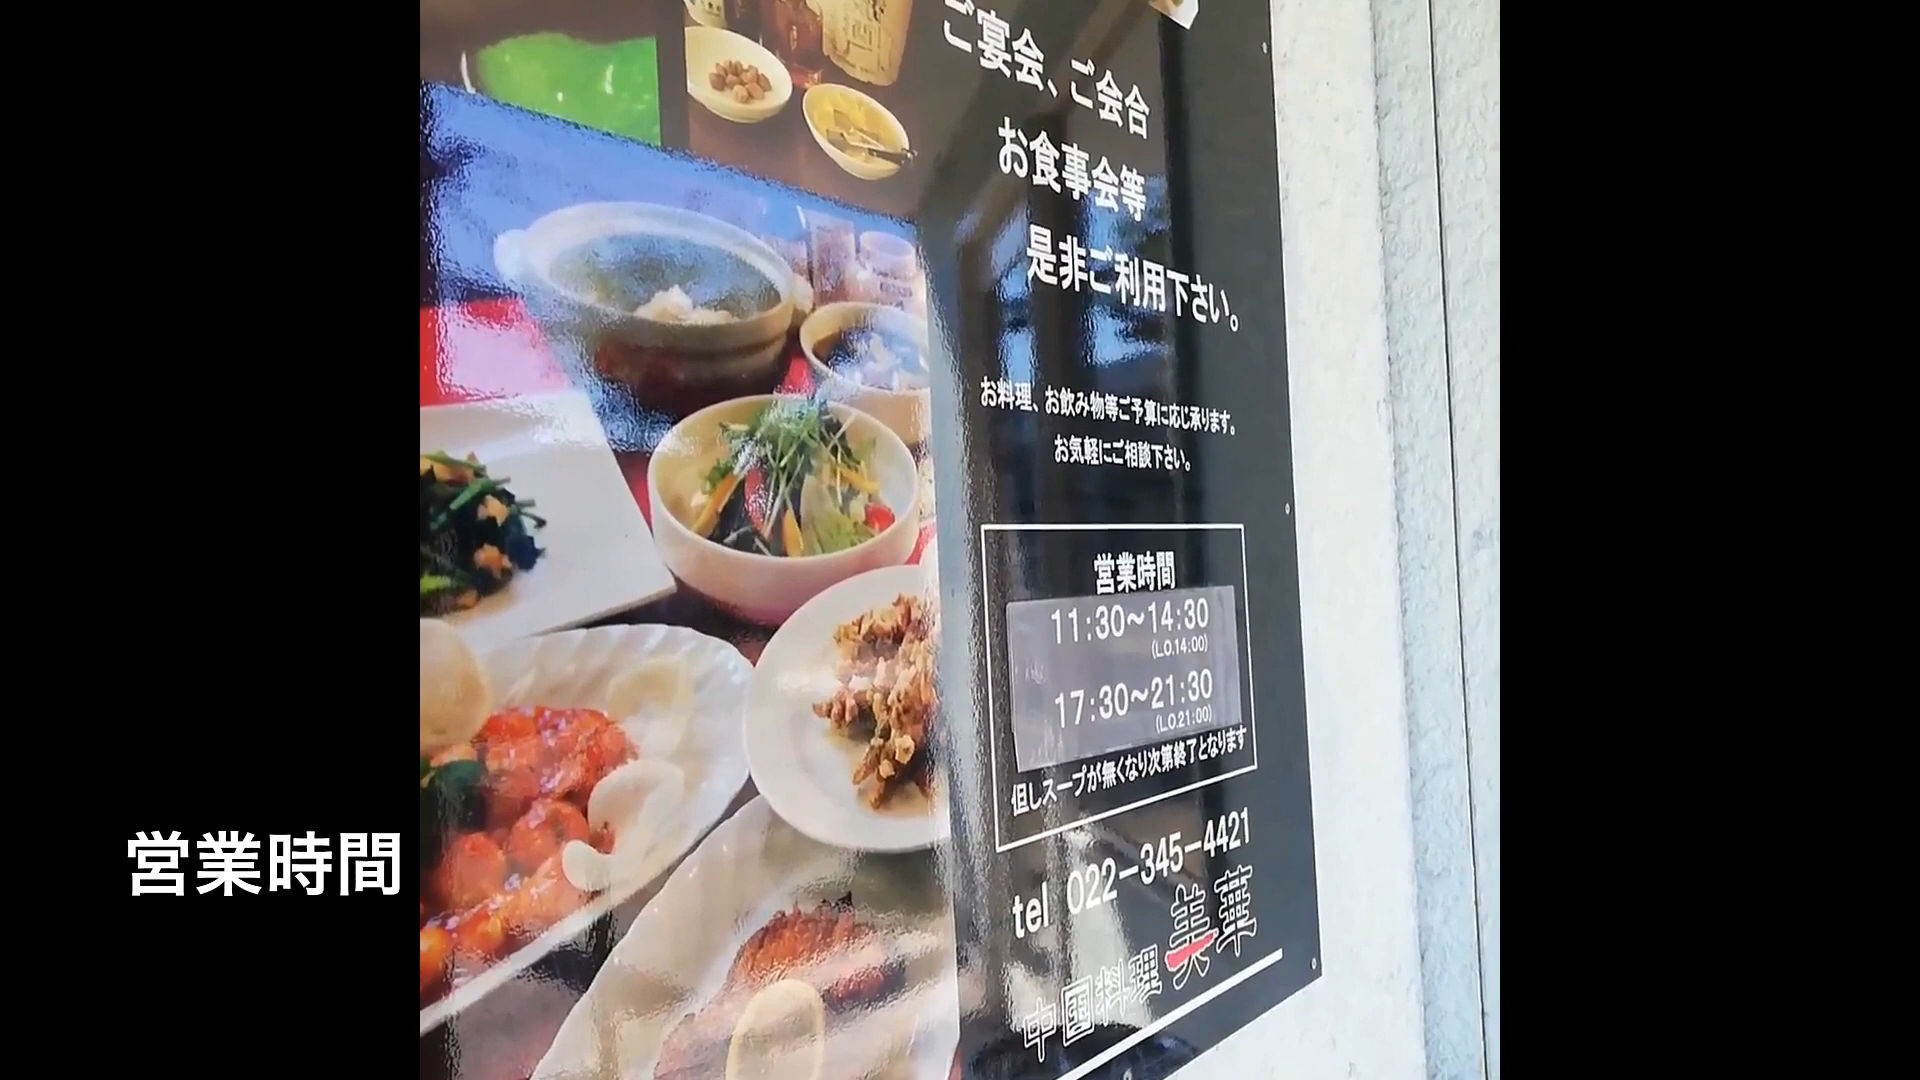 ご宴会、ご会合
お食事会等
是非ご利用下さい。
お料理、お飲み物等ご予算に応じ承ります。
お気軽にご相談下さい。
営業時間
11:30～14:30
(L.O.14:00)
17:30～21:30
(L.O.21:00)
但しスープが無くなり次第終了となります
tel 022-345-4421
中国料理 美華
営業時間